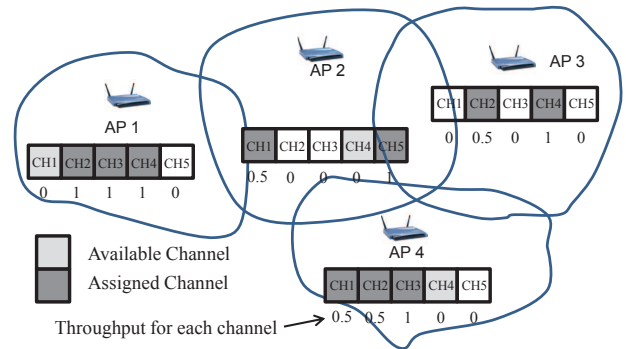 AP 1
CH1 CH2 CH3 CH4 CH5
0 1 1 1 0
AP 2
CH1 CH2 CH3 CH4 CH5
0.5 0 0 0 1
AP 3
CH1 CH2 CH3 CH4 CH5
0 0.5 0 1 0
AP 4
CH1 CH2 CH3 CH4 CH5
0.5 0.5 1 0 0
Available Channel
Assigned Channel
Throughput for each channel